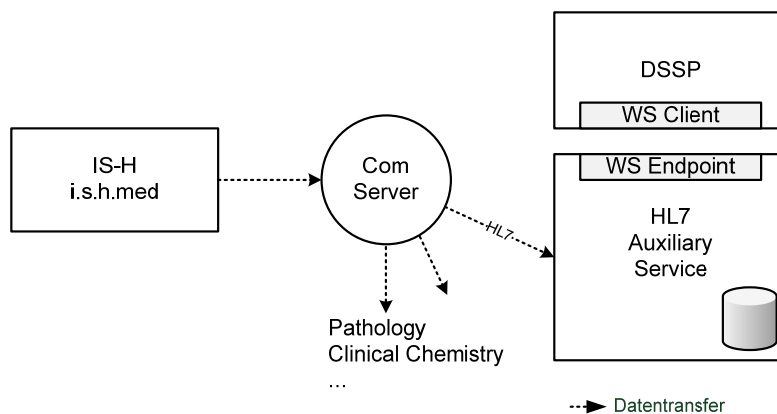 DSSP
WS Client
IS-H
i.s.h.med
Com
Server
WS Endpoint
HL7
HL7
Auxiliary
Service
Pathology
Clinical Chemistry
...
Datentransfer